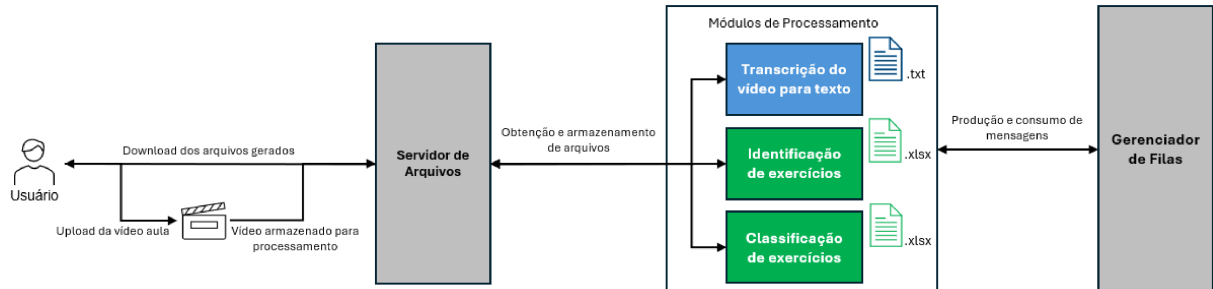 Usuário
Download dos arquivos gerados
Upload da vídeo aula
Vídeo armazenado para
processamento
Servidor de
Arquivos
Obtenção e armazenamento
de arquivos
Módulos de Processamento
Transcrição do
vídeo para texto
.txt
Identificação
de exercícios
.xlsx
Classificação
de exercícios
.xlsx
Produção e consumo de
mensagens
Gerenciador
de Filas